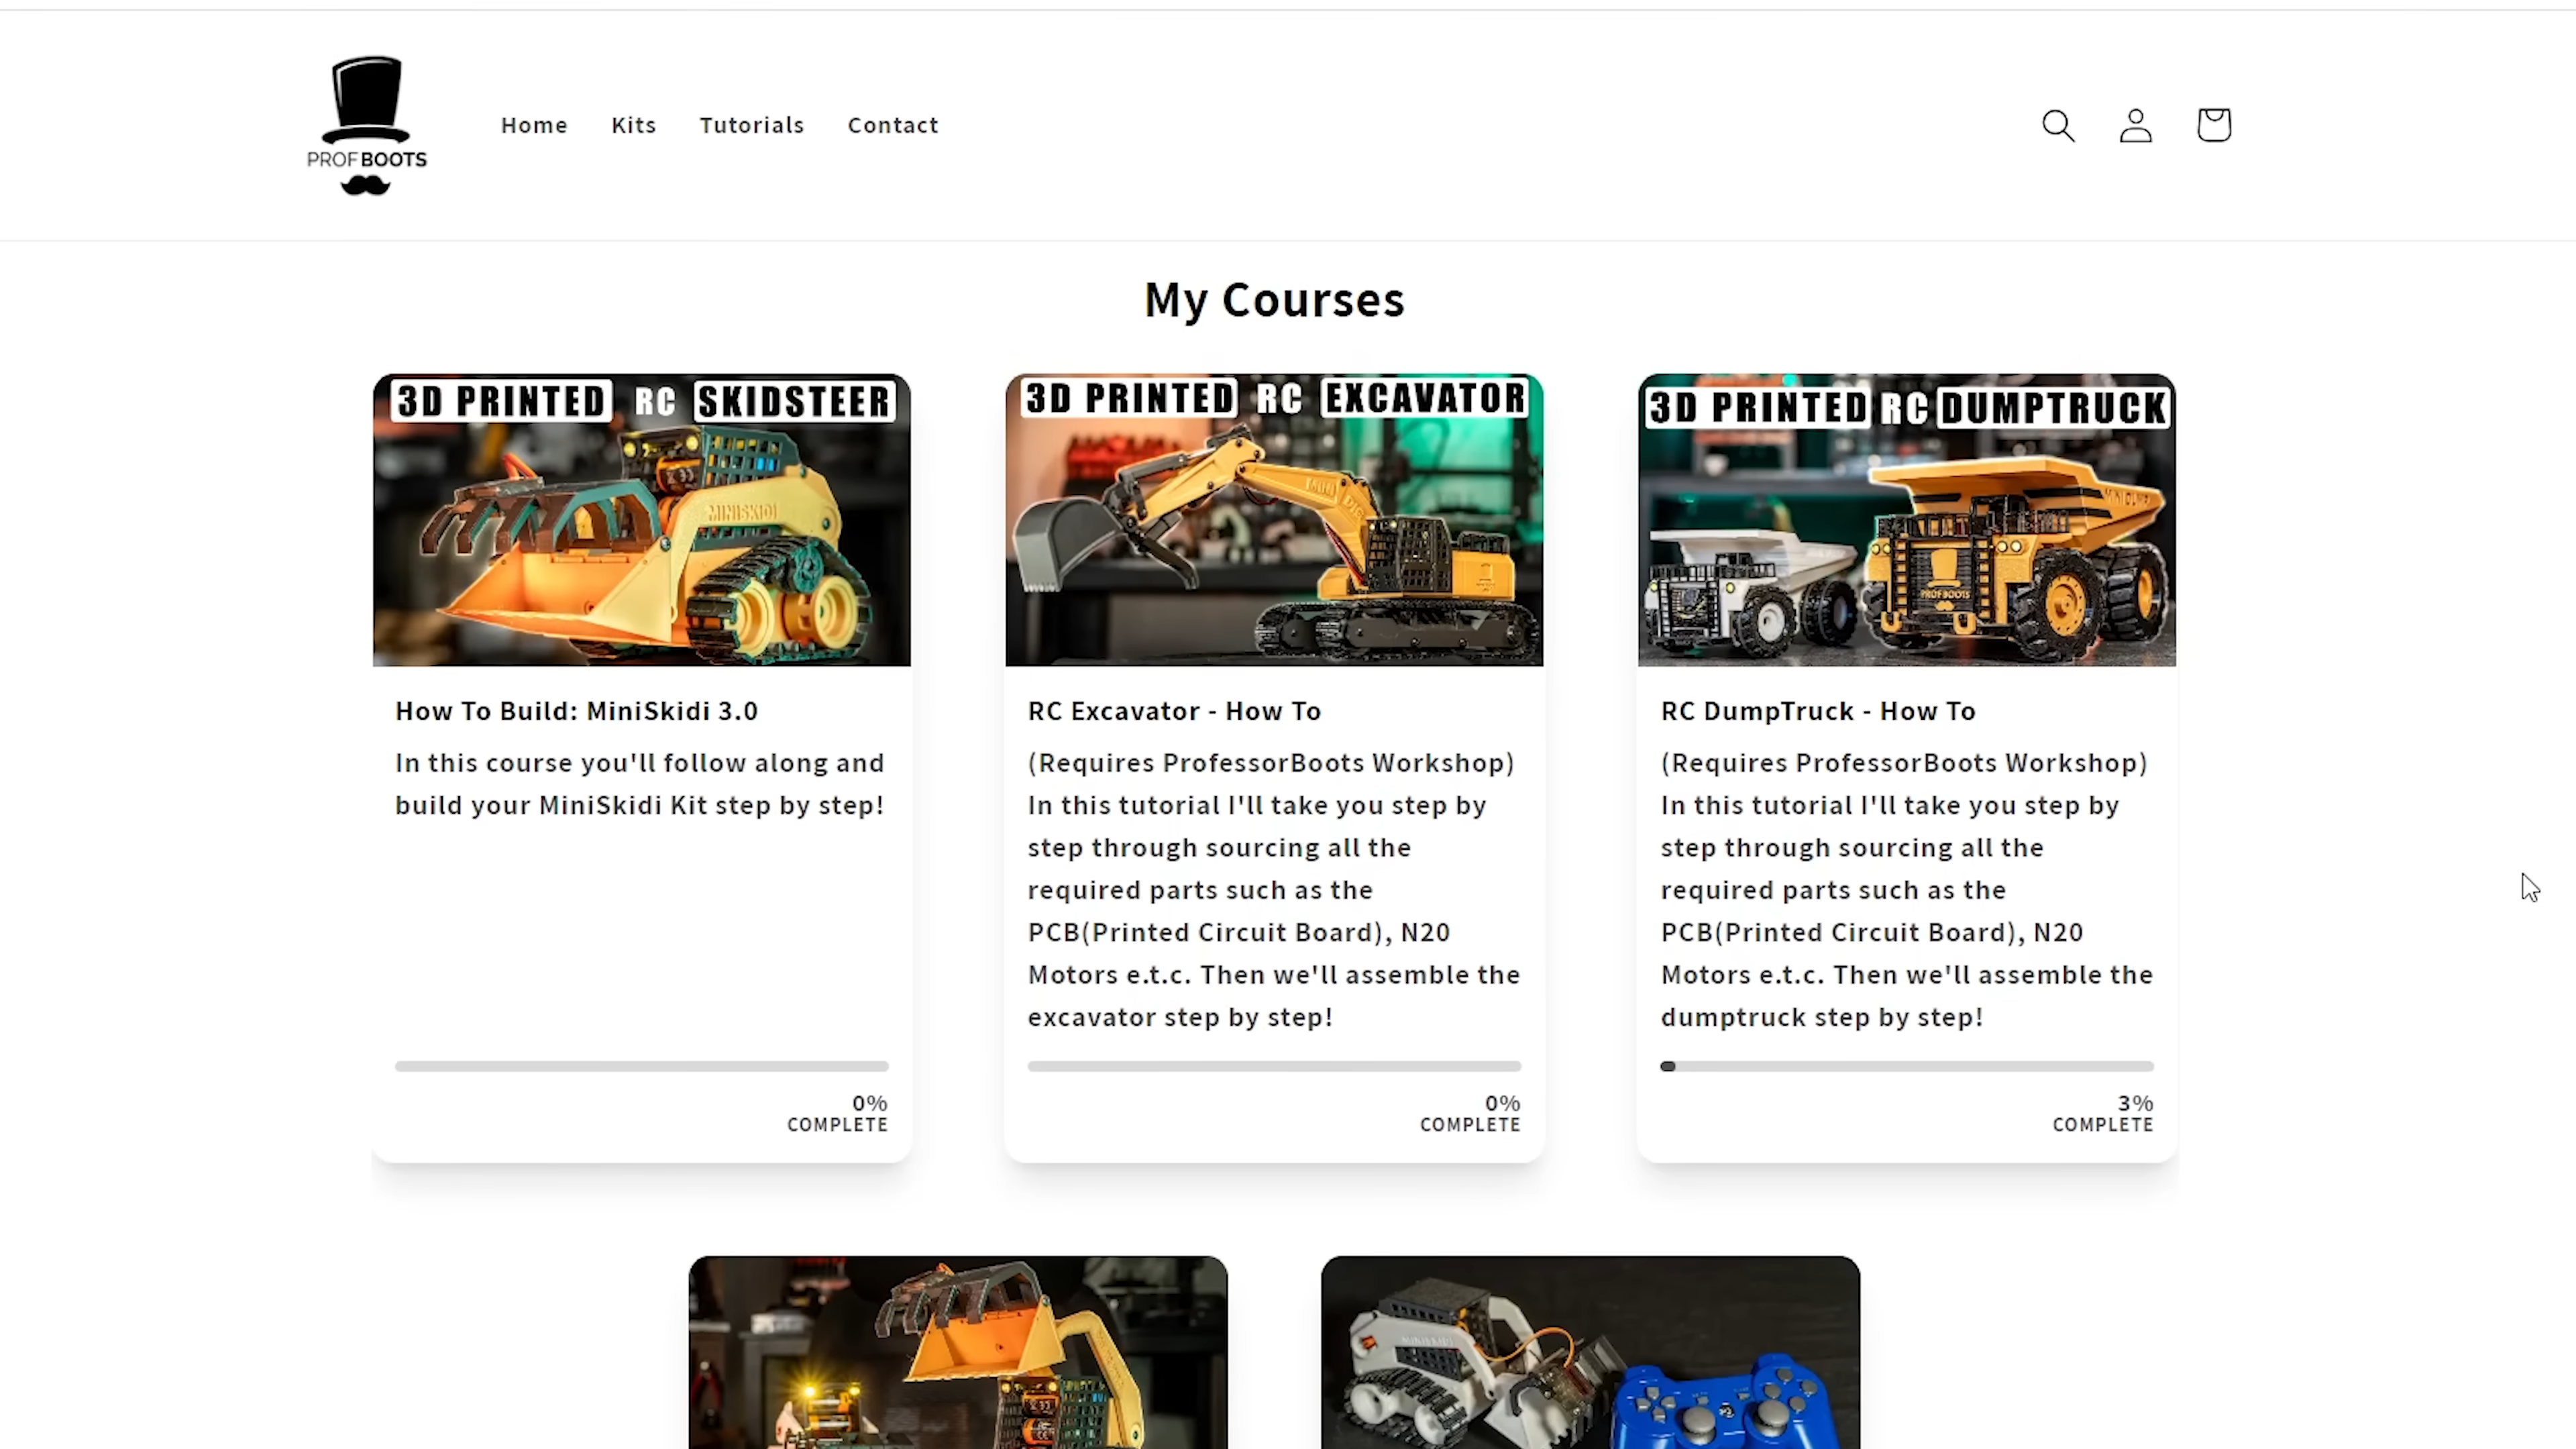 PROFBOOTS
Home Kits Tutorials Contact
My Courses
3D PRINTED RC SKIDSTEER
MINISKIDI
How To Build: MiniSkidi 3.0
In this course you'll follow along and
build your MiniSkidi Kit step by step!
0%
COMPLETE
3D PRINTED RC EXCAVATOR
RC Excavator - How To
(Requires ProfessorBoots Workshop)
In this tutorial I'll take you step by
step through sourcing all the
required parts such as the
PCB(Printed Circuit Board), N20
Motors e.t.c. Then we'll assemble the
excavator step by step!
0%
COMPLETE
3D PRINTED RC DUMPTRUCK
PROFBOOTS
RC DumpTruck - How To
(Requires ProfessorBoots Workshop)
In this tutorial I'll take you step by
step through sourcing all the
required parts such as the
PCB(Printed Circuit Board), N20
Motors e.t.c. Then we'll assemble the
dumptruck step by step!
3%
COMPLETE
MINISKIDI